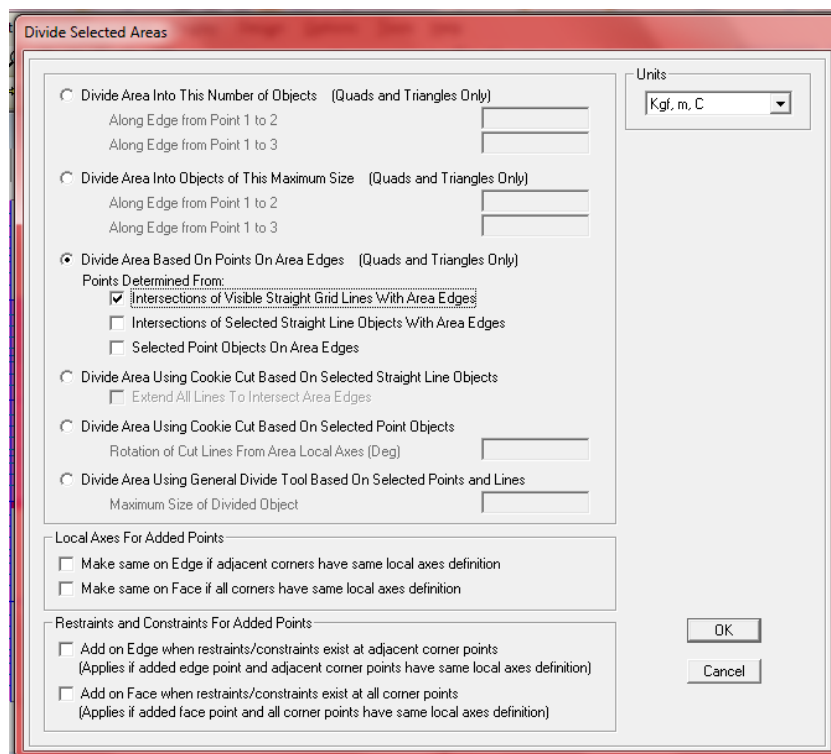 Divide Selected Areas
Units
Kgf, m, C
Divide Area Into This Number of Objects (Quads and Triangles Only)
Along Edge from Point 1 to 2
Along Edge from Point 1 to 3
Divide Area Into Objects of This Maximum Size (Quads and Triangles Only)
Along Edge from Point 1 to 2
Along Edge from Point 1 to 3
Divide Area Based On Points On Area Edges (Quads and Triangles Only)
Points Determined From:
Intersections of Visible Straight Grid Lines With Area Edges
Intersections of Selected Straight Line Objects With Area Edges
Selected Point Objects On Area Edges
Divide Area Using Cookie Cut Based On Selected Straight Line Objects
Extend All Lines To Intersect Area Edges
Divide Area Using Cookie Cut Based On Selected Point Objects
Rotation of Cut Lines From Area Local Axes (Deg)
Divide Area Using General Divide Tool Based On Selected Points and Lines
Maximum Size of Divided Object
Local Axes For Added Points
Make same on Edge if adjacent corners have same local axes definition
Make same on Face if all corners have same local axes definition
Restraints and Constraints For Added Points
Add on Edge when restraints/constraints exist at adjacent corner points
(Applies if added edge point and adjacent corner points have same local axes definition)
Add on Face when restraints/constraints exist at all corner points
(Applies if added face point and all corner points have same local axes definition)
OK
Cancel